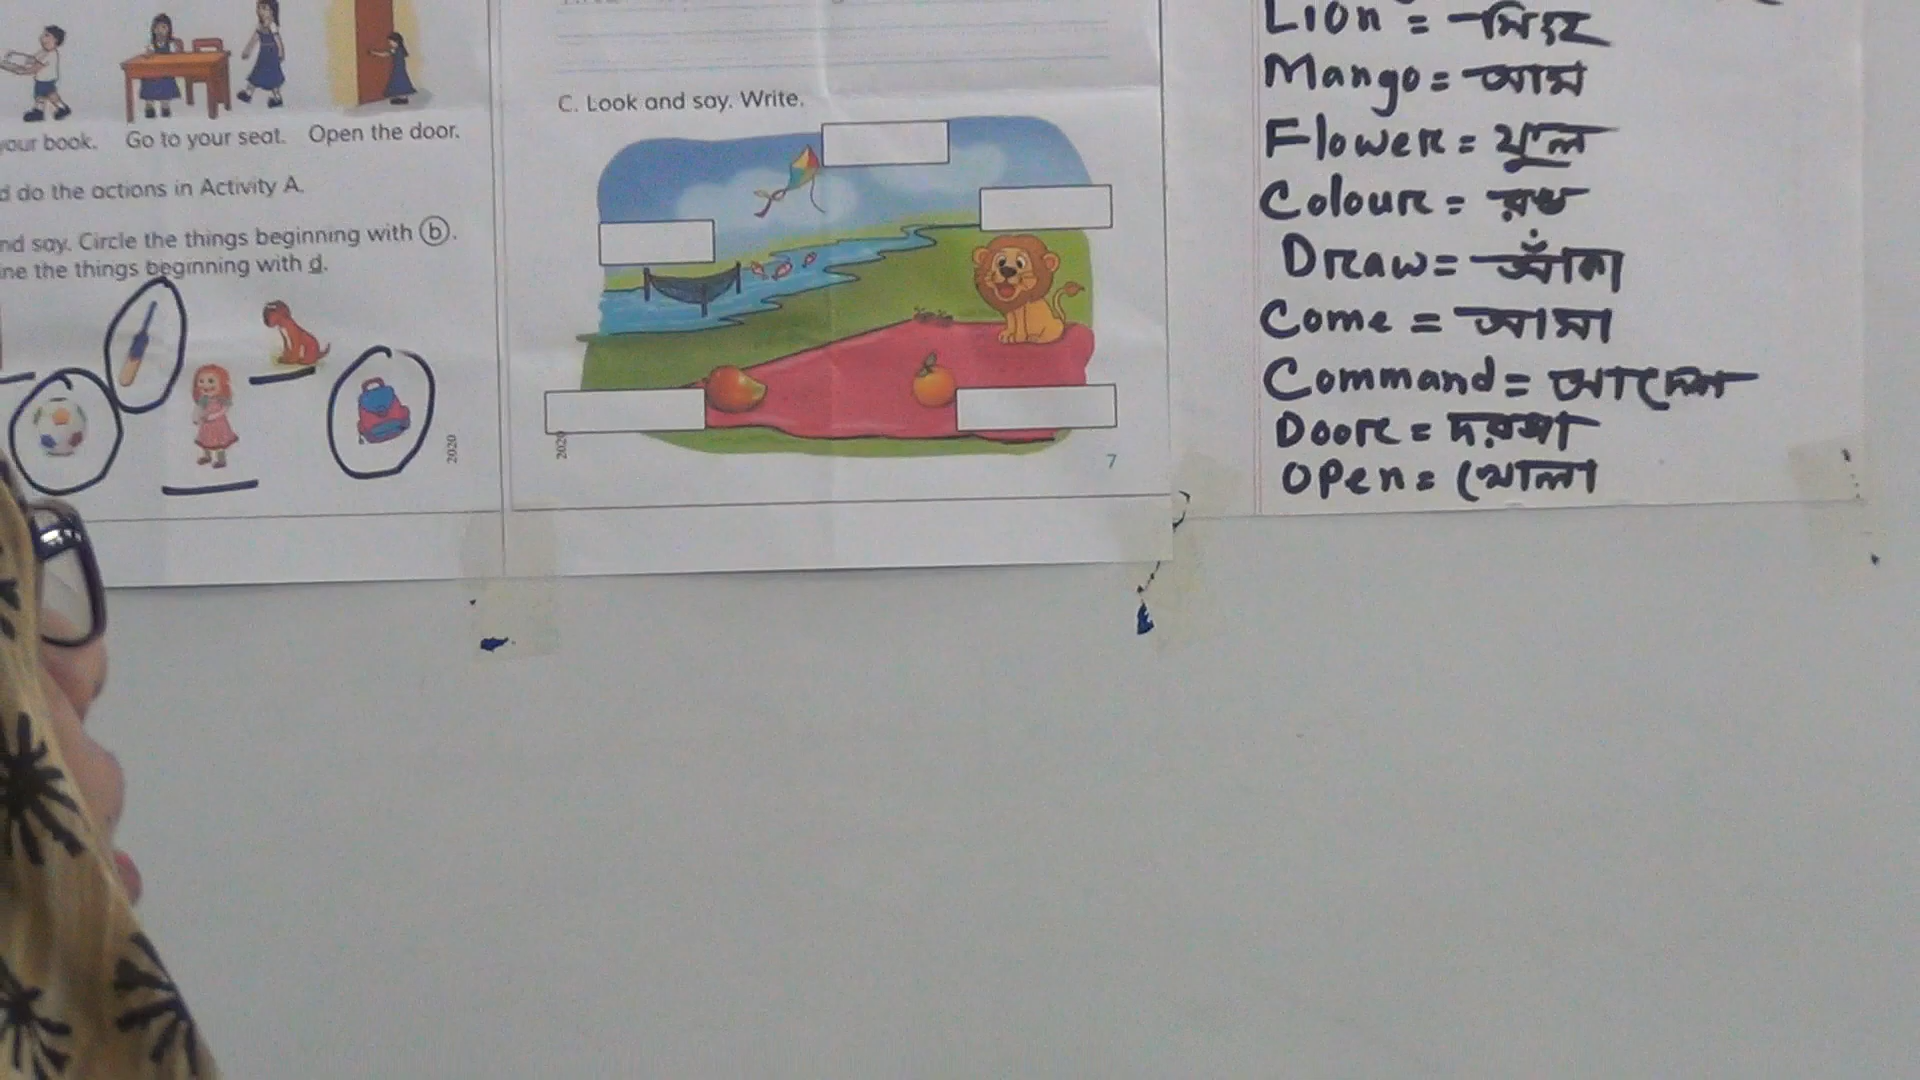 your book. Go to your seat. Open the door.
do the actions in Activity A.
nd say. Circle the things beginning with b.
ine the things beginning with d.
2020
C. Look and say. Write.
2020
7
Lion = সিংহ
Mango = আম
Flower = ফুল
Colour = রঙ
Draw = আঁকা
Come = আসা
Command = আদেশ
Door = দরজা
Open = খোলা